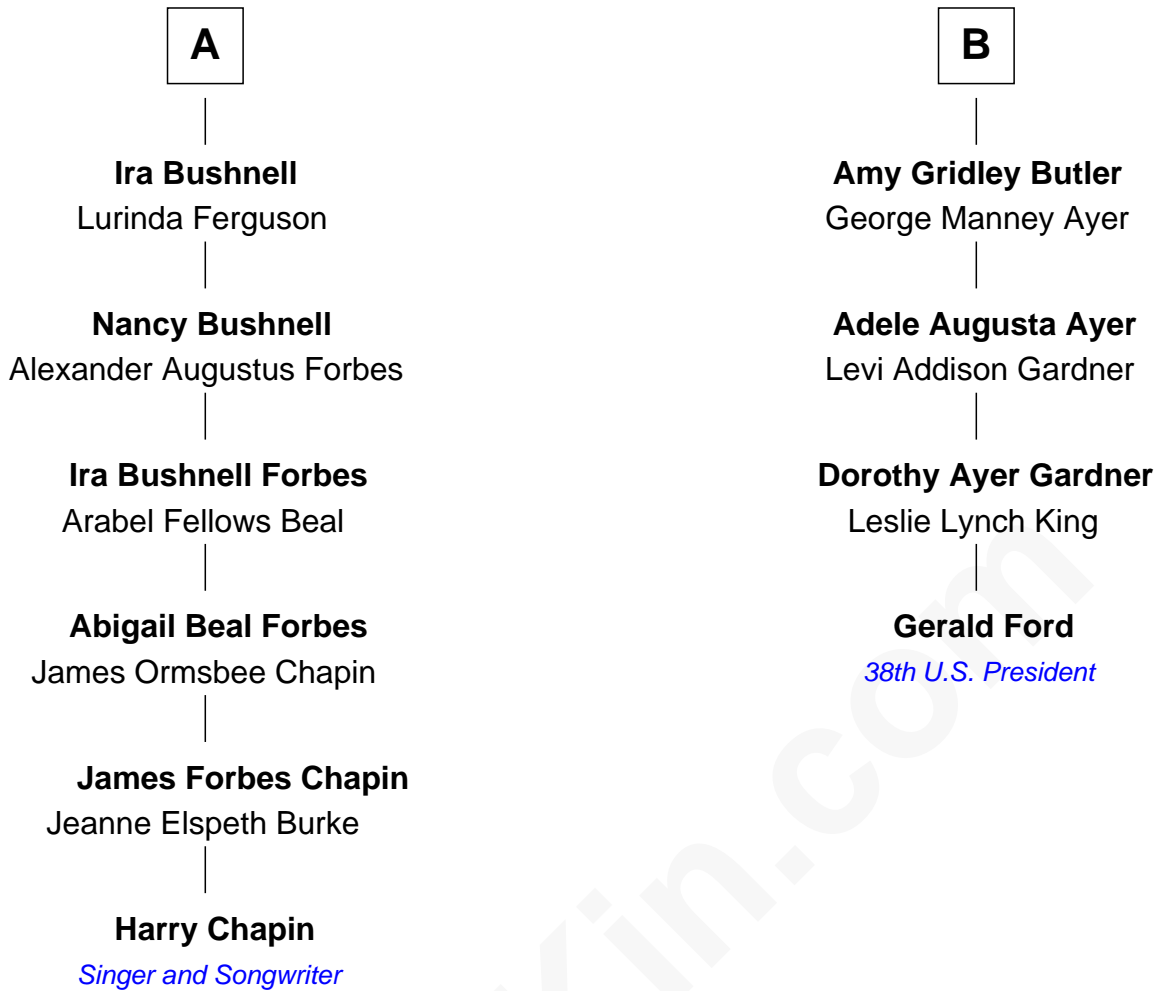 A
Ira Bushnell
Lurinda Ferguson
Nancy Bushnell
Alexander Augustus Forbes
Ira Bushnell Forbes
Arabel Fellows Beal
Abigail Beal Forbes
James Ormsbee Chapin
James Forbes Chapin
Jeanne Elspeth Burke
Harry Chapin
Singer and Songwriter
B
Amy Gridley Butler
George Manney Ayer
Adele Augusta Ayer
Levi Addison Gardner
Dorothy Ayer Gardner
Leslie Lynch King
Gerald Ford
38th U.S. President